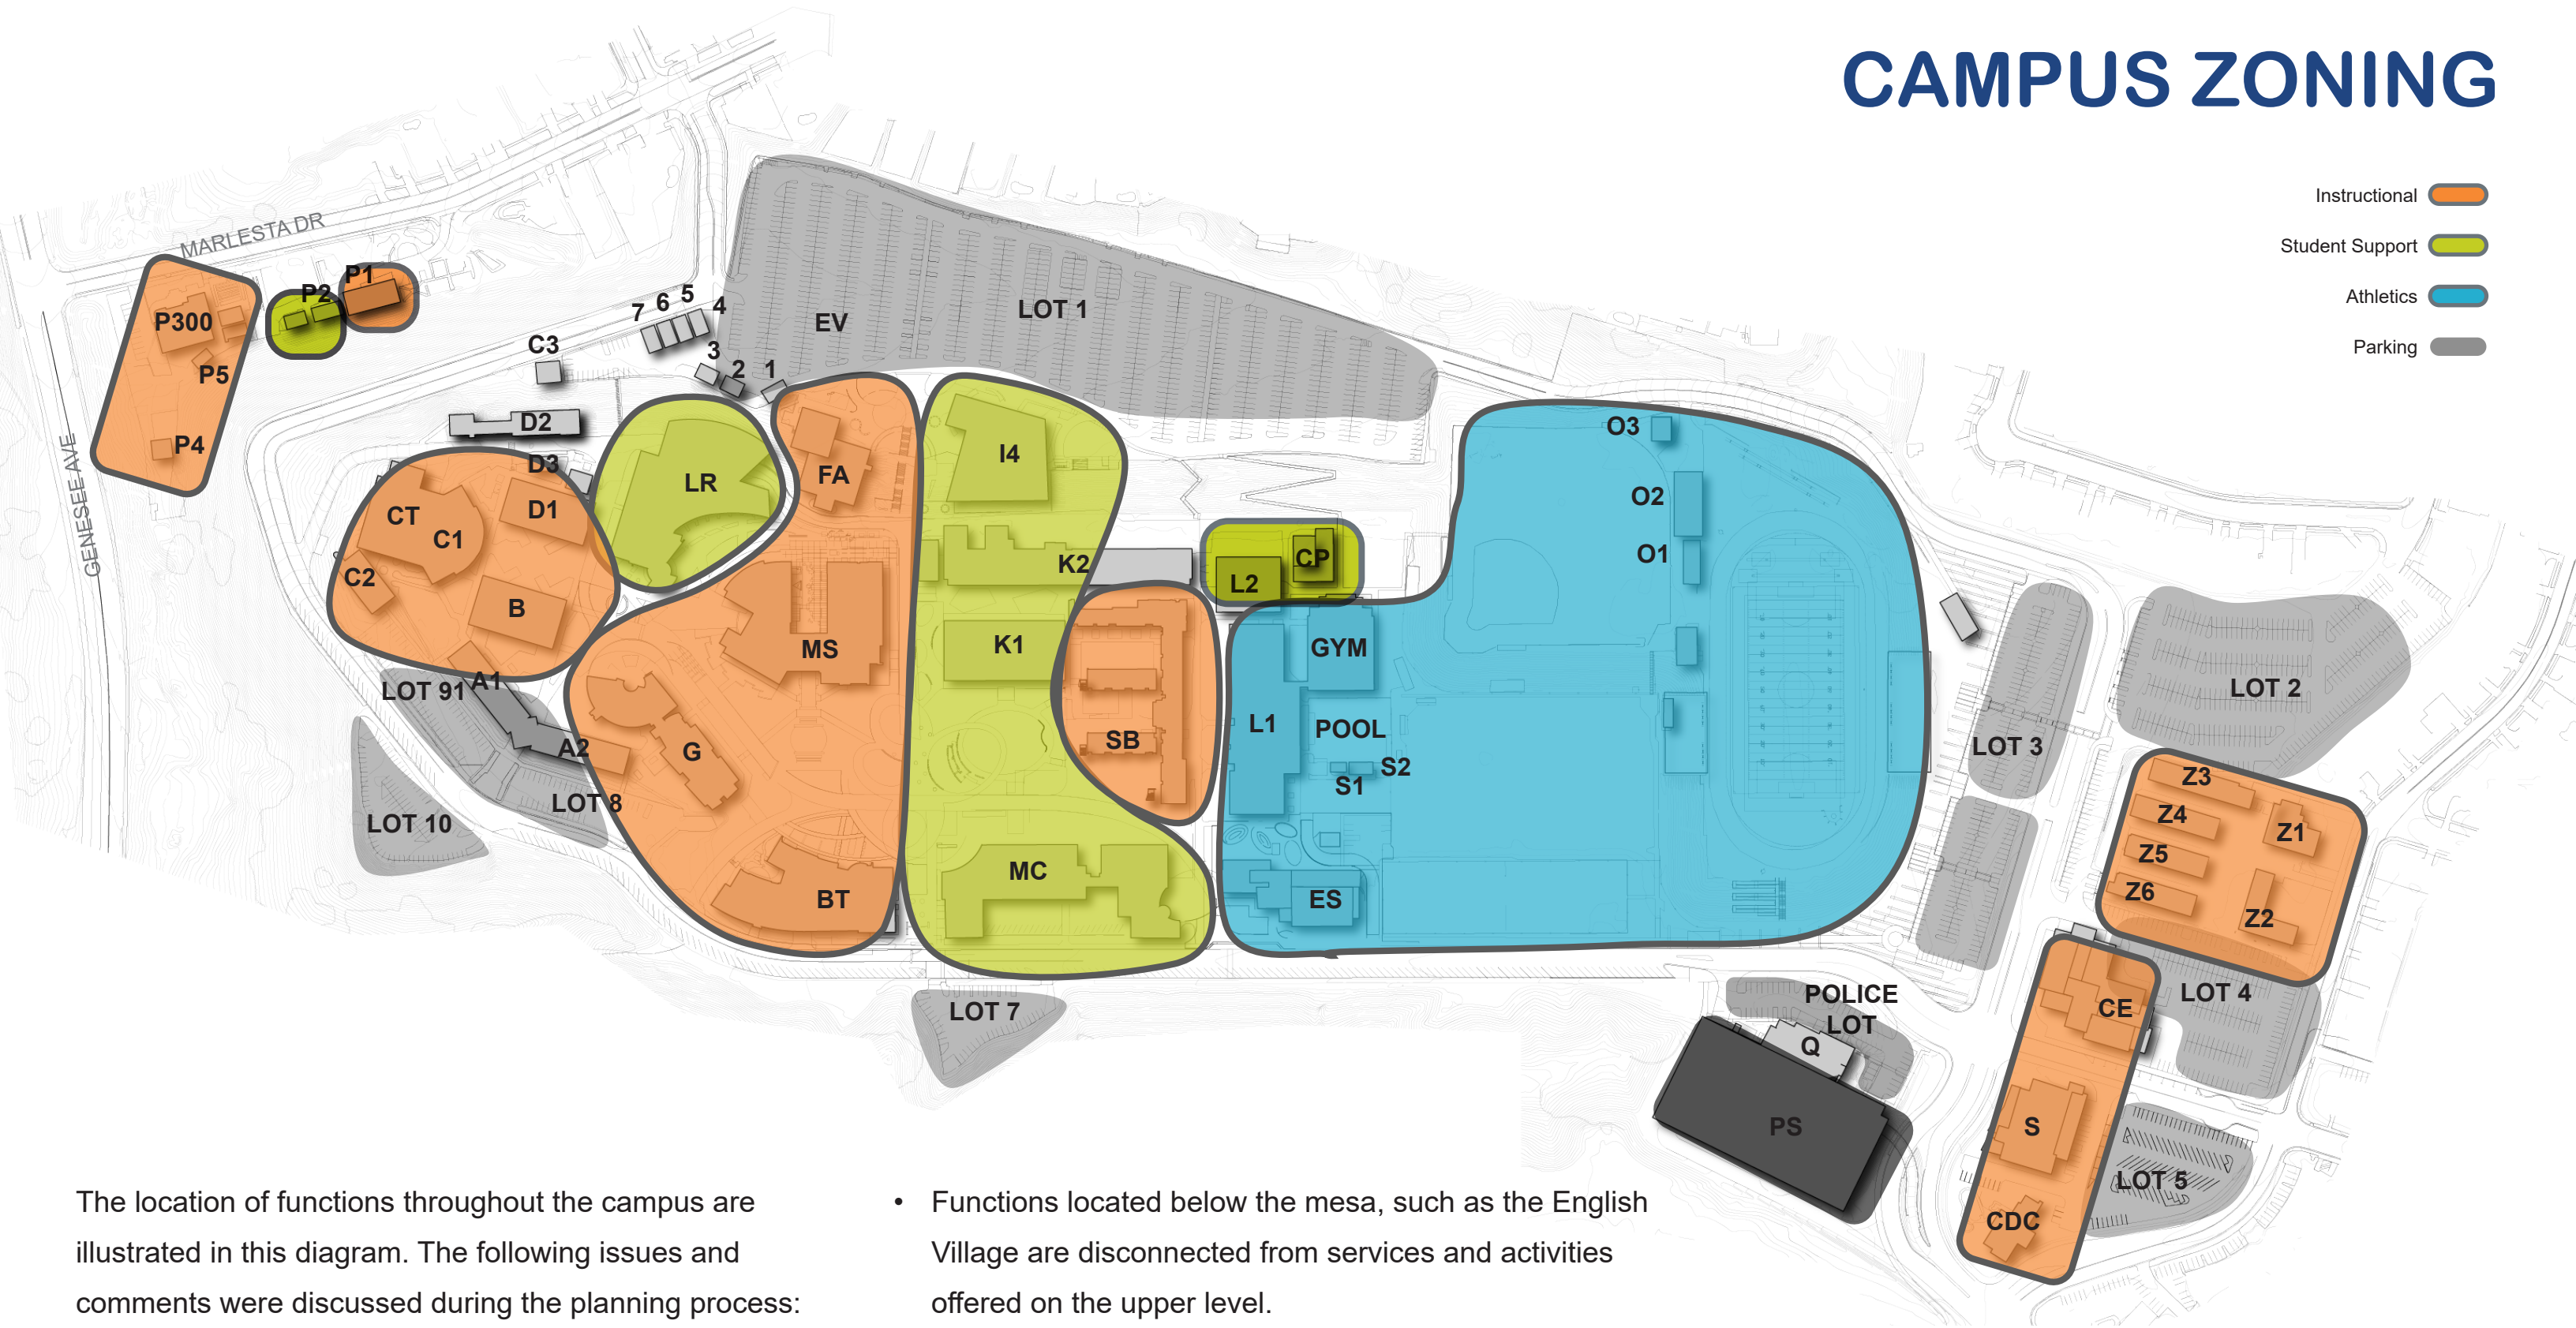 CAMPUS ZONING
Instructional
Student Support
Athletics
Parking
MARLESTA DR
GENESEE AVE
P1
P2
P300
P5
P4
7
6
5
4
3
2
1
C3
D2
D3
D1
CT
C1
C2
B
A1
A2
LOT 91
LOT 10
LOT 8
LR
FA
MS
G
BT
EV
LOT 1
I4
K2
K1
MC
SB
L2
CP
GYM
L1
POOL
S2
S1
ES
O3
O2
O1
LOT 7
LOT 3
LOT 2
Z3
Z4
Z5
Z6
Z1
Z2
LOT 4
CE
S
CDC
LOT 5
POLICE
LOT
Q
PS
The location of functions throughout the campus are
illustrated in this diagram. The following issues and
comments were discussed during the planning process:
• Functions located below the mesa, such as the English
Village are disconnected from services and activities
offered on the upper level.